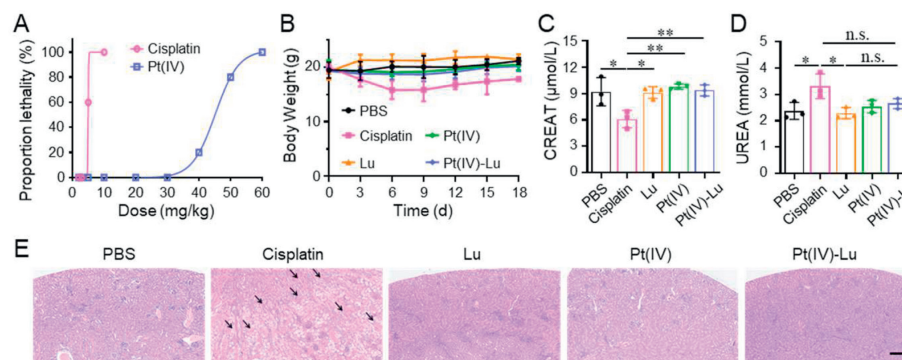 A
Proportion lethality (%)
100
80
60
40
20
0
0 10 20 30 40 50 60
Dose (mg/kg)
Cisplatin
Pt(IV)
B
Body Weight(g)
30
20
10
0
0 3 6 9 12 15 18
Time (d)
PBS
Cisplatin
Lu
Pt(IV)
Pt(IV)-Lu
C
CREAT (μmol/L)
12
9
6
3
0
**
**
* *
PBS
Cisplatin
Lu
Pt(IV)
Pt(IV)-Lu
D
UREA (mmol/L)
5
4
3
2
1
0
n.s.
n.s.
* *
PBS
Cisplatin
Lu
Pt(IV)
Pt(IV)-Lu
E
PBS Cisplatin Lu Pt(IV) Pt(IV)-Lu